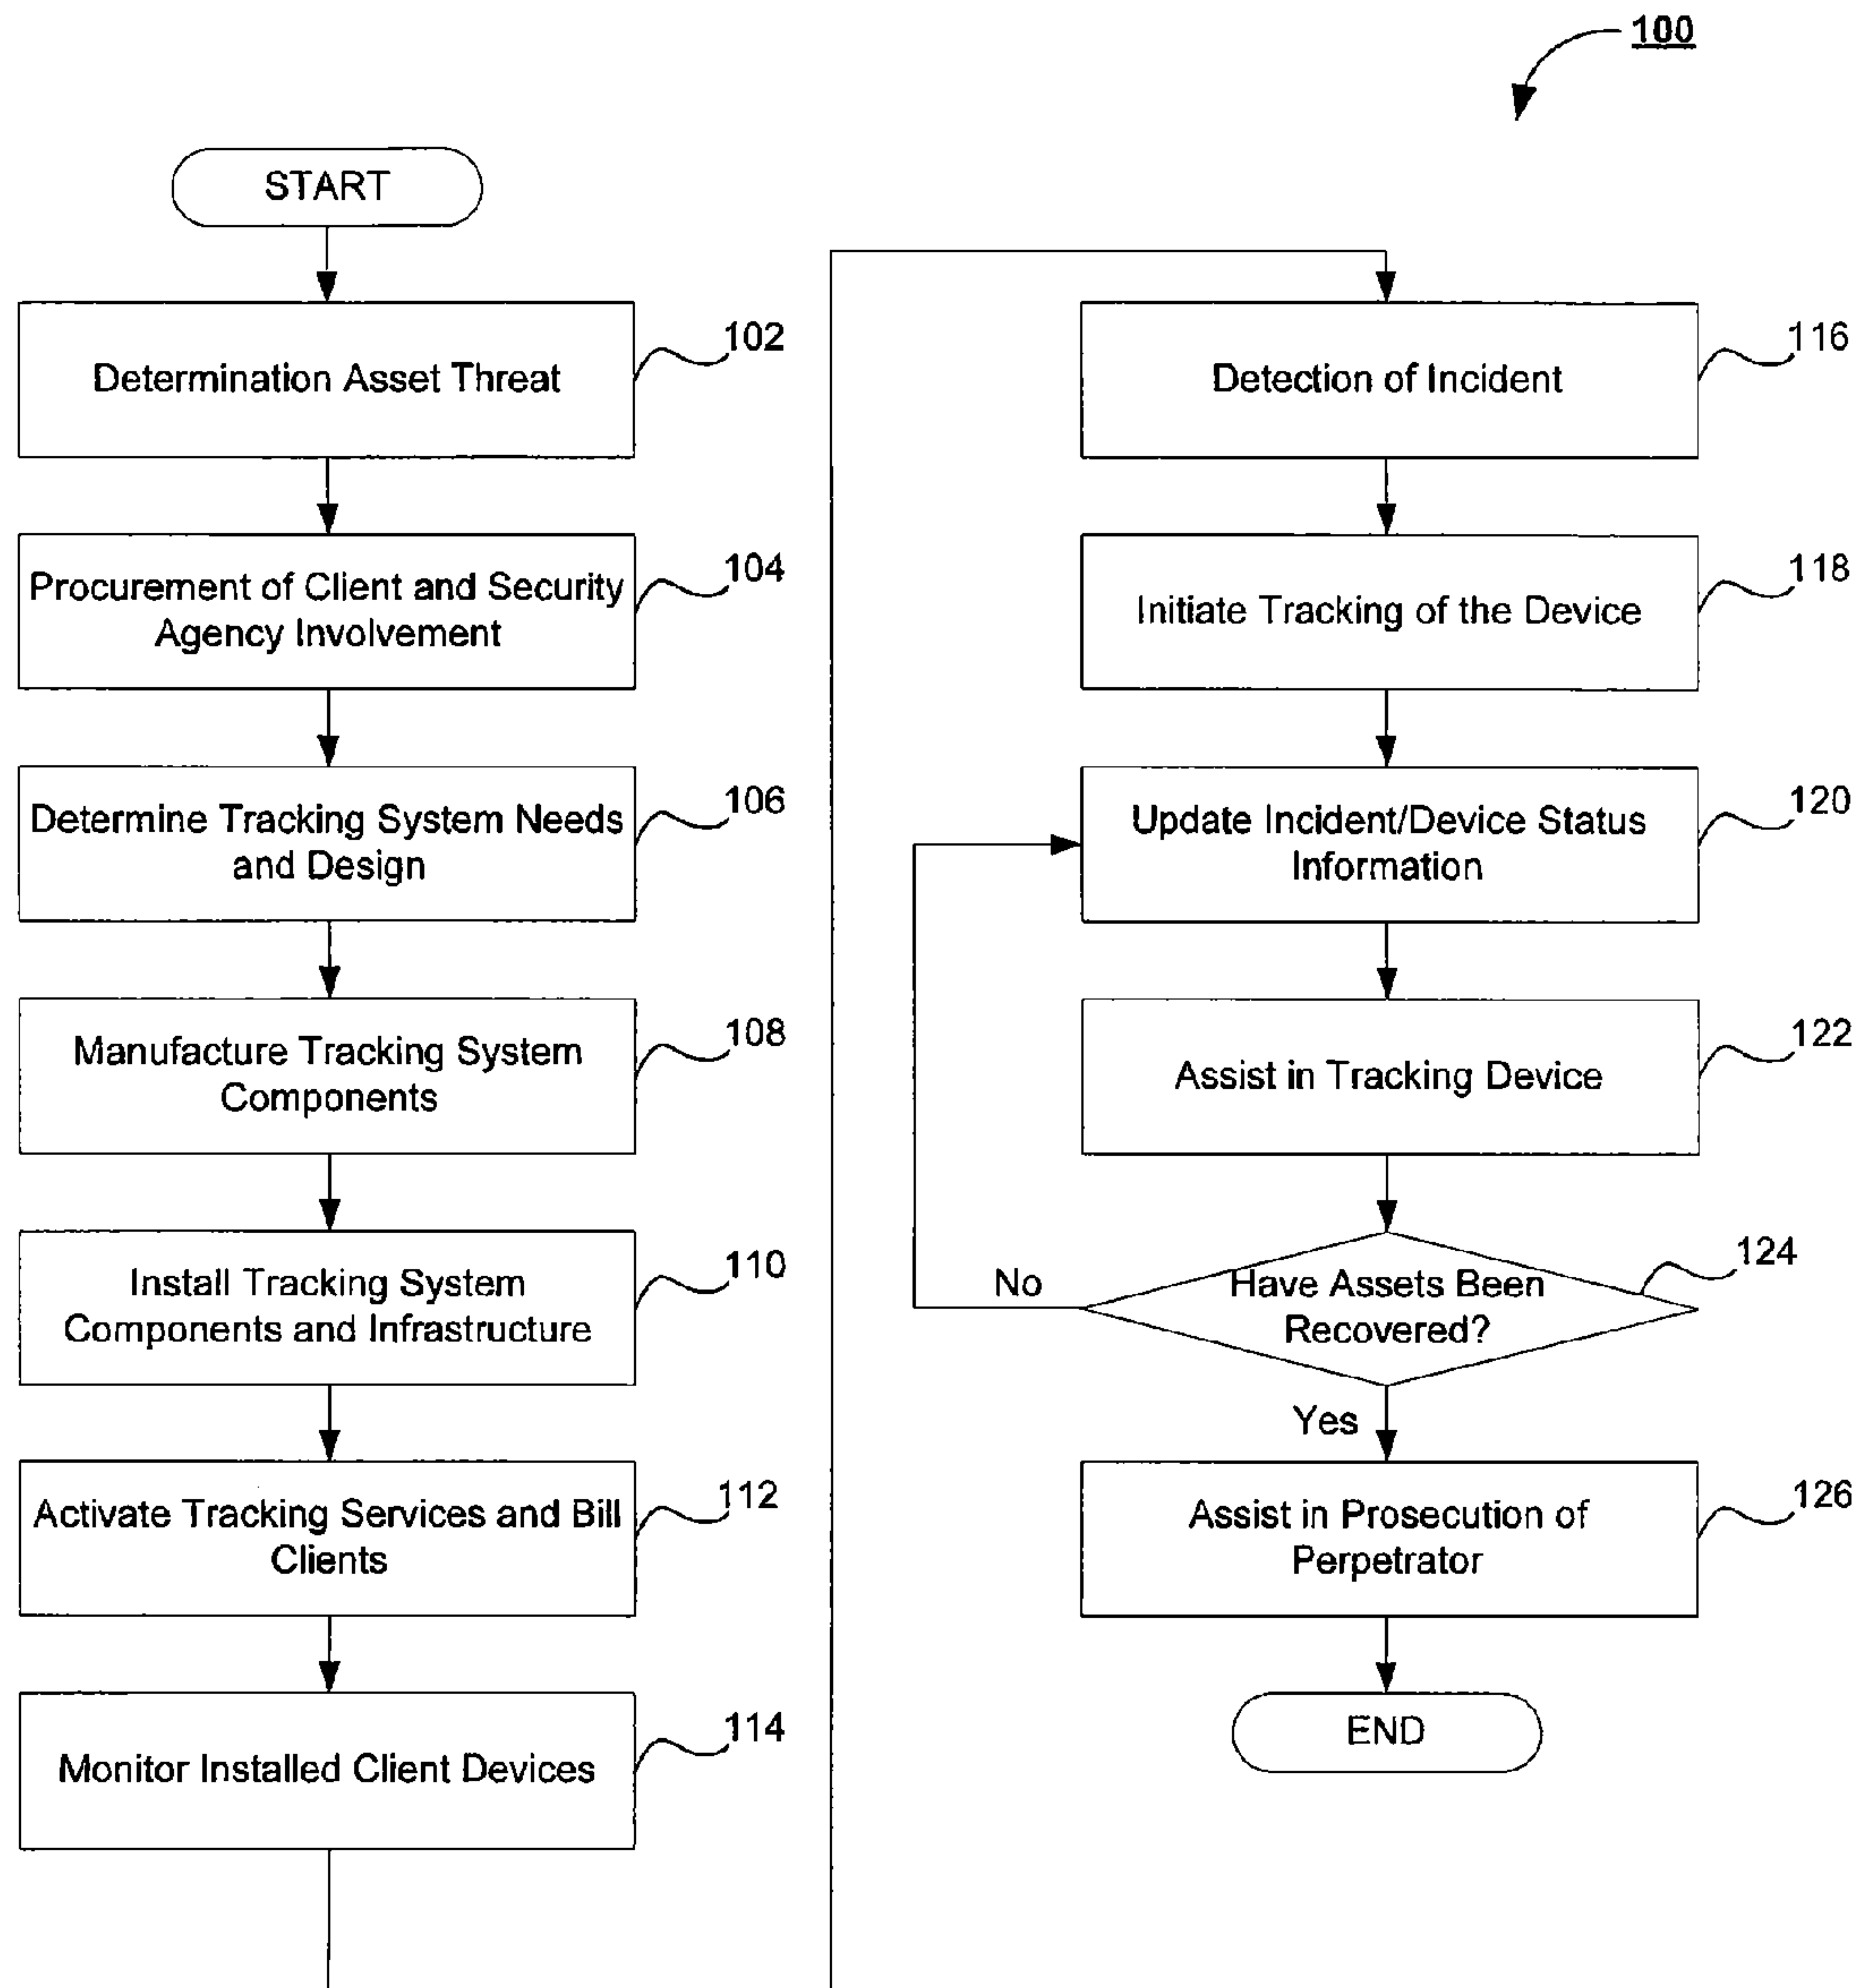 100
START
Determination Asset Threat
102
Procurement of Client and Security
Agency Involvement
104
Determine Tracking System Needs
and Design
106
Manufacture Tracking System
Components
108
Install Tracking System
Components and Infrastructure
110
Activate Tracking Services and Bill
Clients
112
Monitor Installed Client Devices
114
Detection of Incident
116
Initiate Tracking of the Device
118
Update Incident/Device Status
Information
120
Assist in Tracking Device
122
Have Assets Been
Recovered?
124
No
Yes
Assist in Prosecution of
Perpetrator
126
END